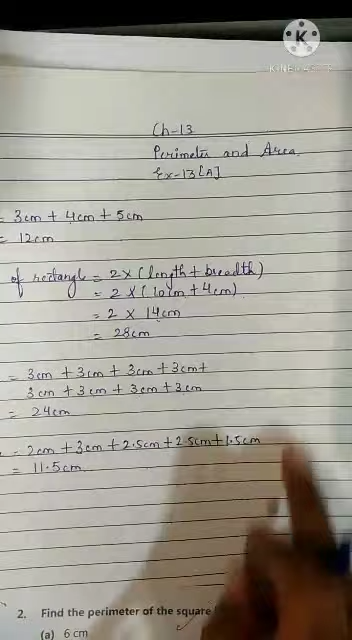 K
KINEMASTER
Ch-13
Perimeter and Area
Ex-13[A]
= 3cm + 4cm + 5cm
= 12cm
of rectangle = 2 × (length + breadth)
= 2 × (10cm + 4cm)
= 2 × 14cm
= 28cm
= 3cm + 3cm + 3cm + 3cm +
3cm + 3cm + 3cm + 3cm
= 24cm
= 2cm + 3cm + 2.5cm + 2.5cm + 1.5cm
= 11.5cm
2. Find the perimeter of the square
(a) 6 cm